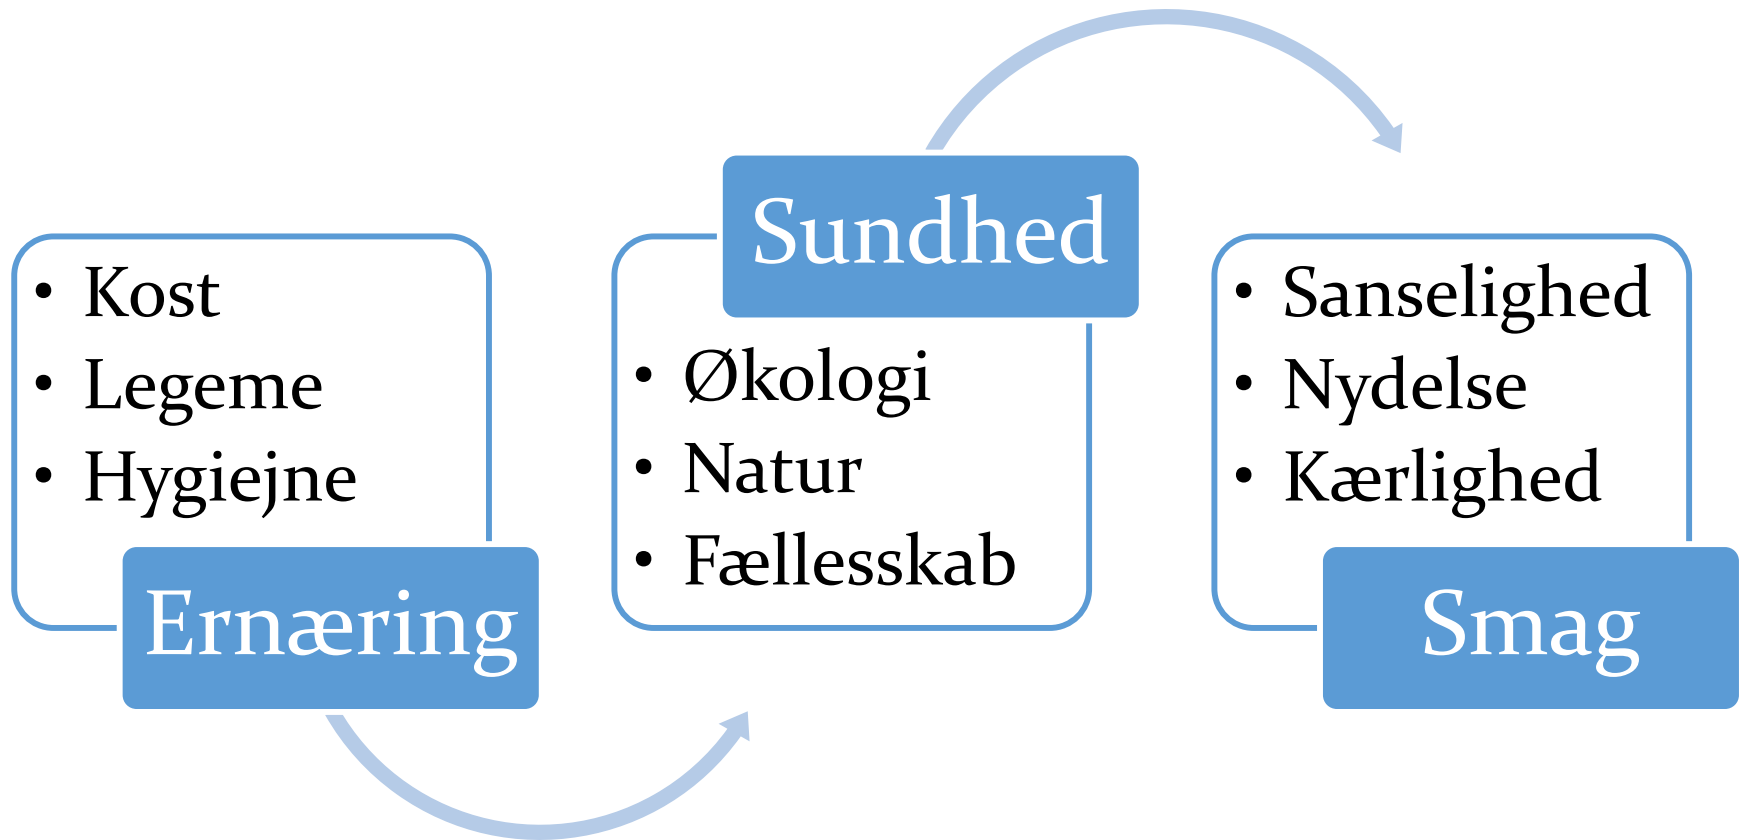 • Kost
• Legeme
• Hygiejne
Ernæring
Sundhed
• Økologi
• Natur
• Fællesskab
• Sanselighed
• Nydelse
• Kærlighed
Smag